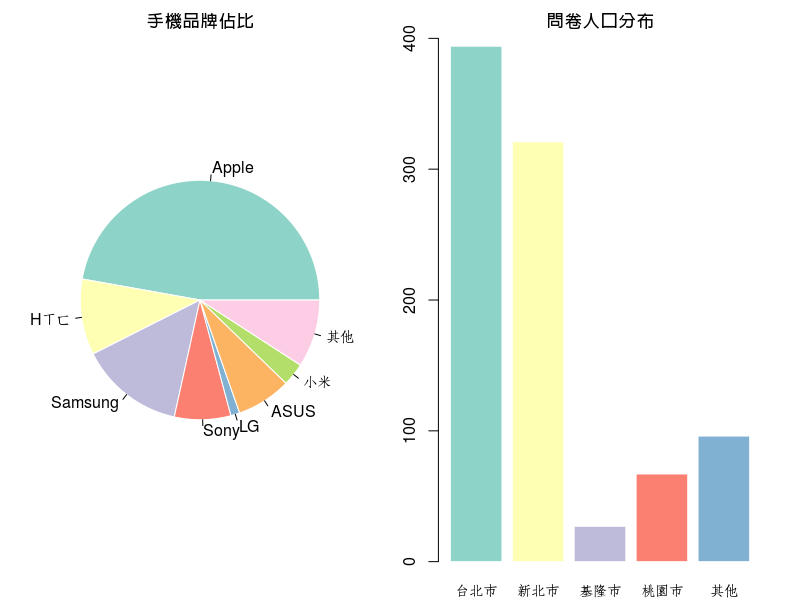 手機品牌佔比
Apple
Hㄒㄈ
Samsung
Sony
LG
ASUS
小米
其他
問卷人口分布
400
300
200
100
0
台北市 新北市 基隆市 桃園市 其他